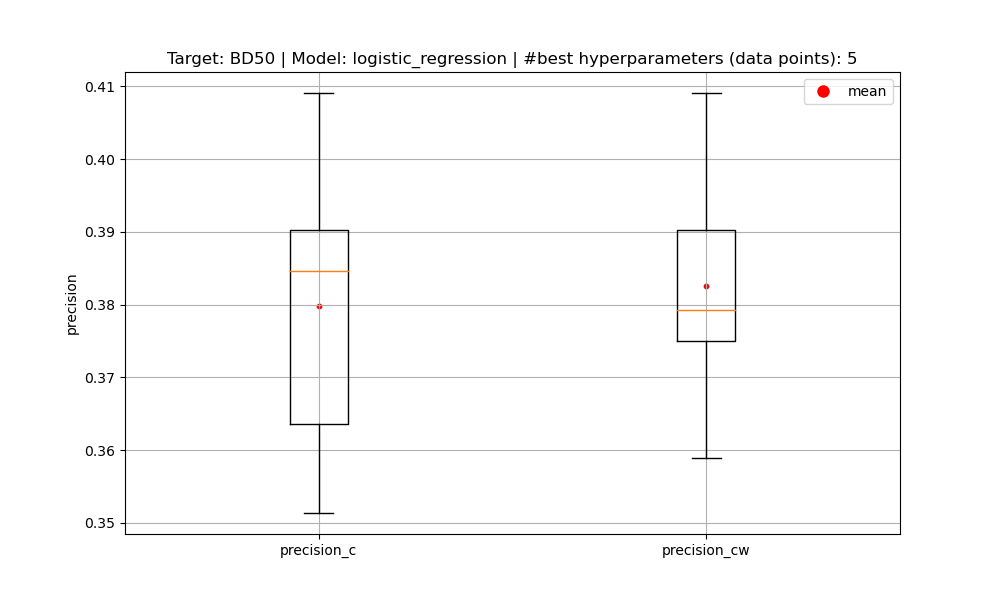 Target: BD50 | Model: logistic_regression | #best hyperparameters (data points): 5
mean
0.41
0.40
0.39
0.38
0.37
0.36
0.35
precision
precision_c
precision_cw